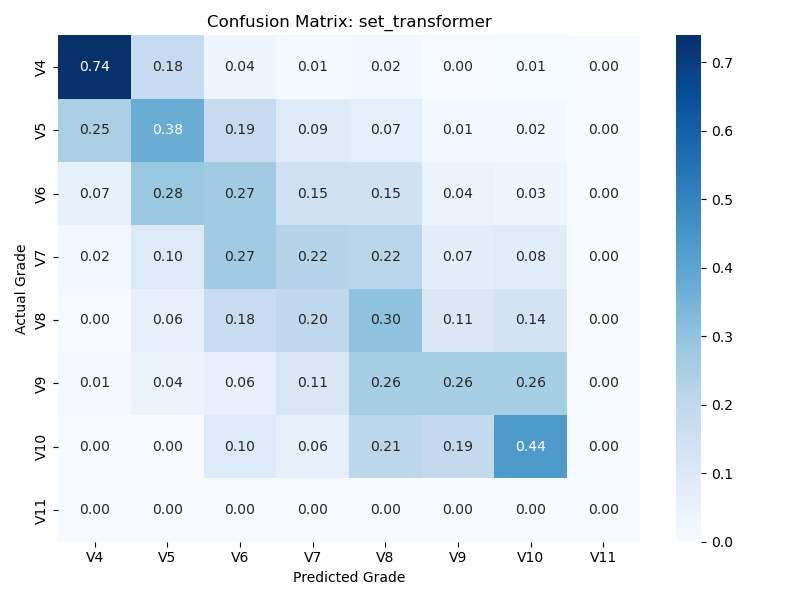 Confusion Matrix: set_transformer
Actual Grade
V4 0.74 0.18 0.04 0.01 0.02 0.00 0.01 0.00
V5 0.25 0.38 0.19 0.09 0.07 0.01 0.02 0.00
V6 0.07 0.28 0.27 0.15 0.15 0.04 0.03 0.00
V7 0.02 0.10 0.27 0.22 0.22 0.07 0.08 0.00
V8 0.00 0.06 0.18 0.20 0.30 0.11 0.14 0.00
V9 0.01 0.04 0.06 0.11 0.26 0.26 0.26 0.00
V10 0.00 0.00 0.10 0.06 0.21 0.19 0.44 0.00
V11 0.00 0.00 0.00 0.00 0.00 0.00 0.00 0.00
V4 V5 V6 V7 V8 V9 V10 V11
Predicted Grade
0.7
0.6
0.5
0.4
0.3
0.2
0.1
0.0